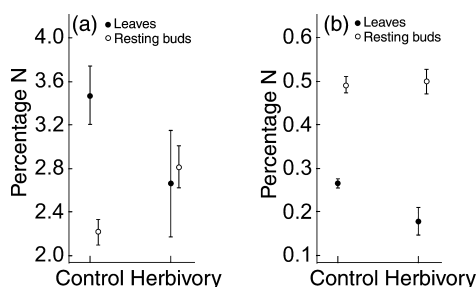 (a)
Leaves
Resting buds
Percentage N
4.0
3.6
3.2
2.8
2.4
2.0
Control Herbivory
(b)
Leaves
Resting buds
Percentage N
0.6
0.5
0.4
0.3
0.2
0.1
Control Herbivory